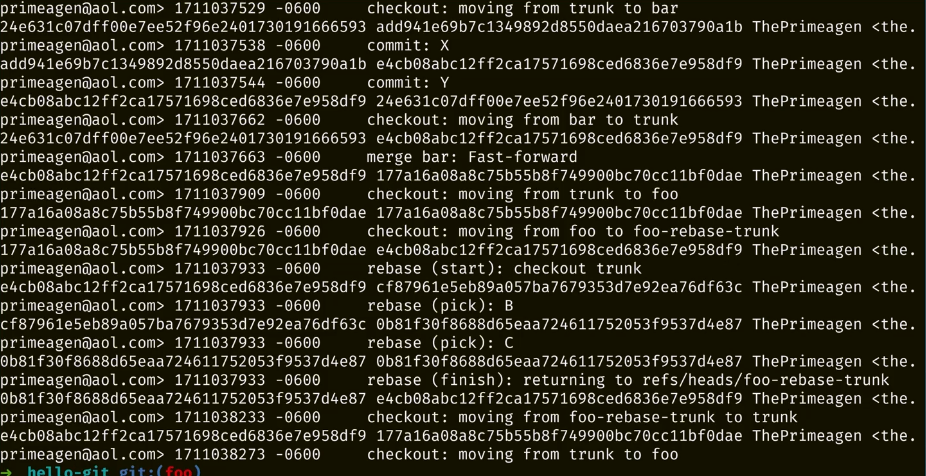 primeagen@aol.com> 1711037529 -0600 checkout: moving from trunk to bar
24e631c07dff00e7ee52f96e2401730191666593 add941e69b7c1349892d8550daea216703790a1b ThePrimeagen <the.
primeagen@aol.com> 1711037538 -0600 commit: X
add941e69b7c1349892d8550daea216703790a1b e4cb08abc12ff2ca17571698ced6836e7e958df9 ThePrimeagen <the.
primeagen@aol.com> 1711037544 -0600 commit: Y
e4cb08abc12ff2ca17571698ced6836e7e958df9 24e631c07dff00e7ee52f96e2401730191666593 ThePrimeagen <the.
primeagen@aol.com> 1711037662 -0600 checkout: moving from bar to trunk
24e631c07dff00e7ee52f96e2401730191666593 e4cb08abc12ff2ca17571698ced6836e7e958df9 ThePrimeagen <the.
primeagen@aol.com> 1711037663 -0600 merge bar: Fast-forward
e4cb08abc12ff2ca17571698ced6836e7e958df9 177a16a08a8c75b55b8f749900bc70cc11bf0dae ThePrimeagen <the.
primeagen@aol.com> 1711037909 -0600 checkout: moving from trunk to foo
177a16a08a8c75b55b8f749900bc70cc11bf0dae 177a16a08a8c75b55b8f749900bc70cc11bf0dae ThePrimeagen <the.
primeagen@aol.com> 1711037926 -0600 checkout: moving from foo to foo-rebase-trunk
177a16a08a8c75b55b8f749900bc70cc11bf0dae e4cb08abc12ff2ca17571698ced6836e7e958df9 ThePrimeagen <the.
primeagen@aol.com> 1711037933 -0600 rebase (start): checkout trunk
e4cb08abc12ff2ca17571698ced6836e7e958df9 cf87961e5eb89a057ba7679353d7e92ea76df63c ThePrimeagen <the.
primeagen@aol.com> 1711037933 -0600 rebase (pick): B
cf87961e5eb89a057ba7679353d7e92ea76df63c 0b81f30f8688d65eaa724611752053f9537d4e87 ThePrimeagen <the.
primeagen@aol.com> 1711037933 -0600 rebase (pick): C
0b81f30f8688d65eaa724611752053f9537d4e87 0b81f30f8688d65eaa724611752053f9537d4e87 ThePrimeagen <the.
primeagen@aol.com> 1711037933 -0600 rebase (finish): returning to refs/heads/foo-rebase-trunk
0b81f30f8688d65eaa724611752053f9537d4e87 e4cb08abc12ff2ca17571698ced6836e7e958df9 ThePrimeagen <the.
primeagen@aol.com> 1711038233 -0600 checkout: moving from foo-rebase-trunk to trunk
e4cb08abc12ff2ca17571698ced6836e7e958df9 177a16a08a8c75b55b8f749900bc70cc11bf0dae ThePrimeagen <the.
primeagen@aol.com> 1711038273 -0600 checkout: moving from trunk to foo
→ hello-git git:(foo)